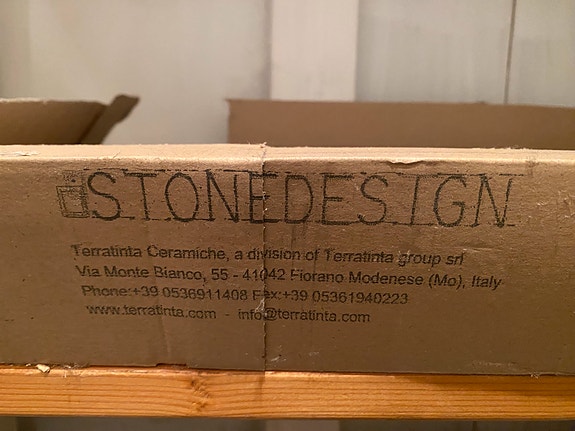 STONEDESIGN
Terratinta Ceramiche, a division of Terratinta group srl
Via Monte Bianco, 55 - 41042 Fiorano Modenese (Mo), Italy
Phone:+39 0536911408 Fax:+39 05361940223
www.terratinta.com - info@terratinta.com